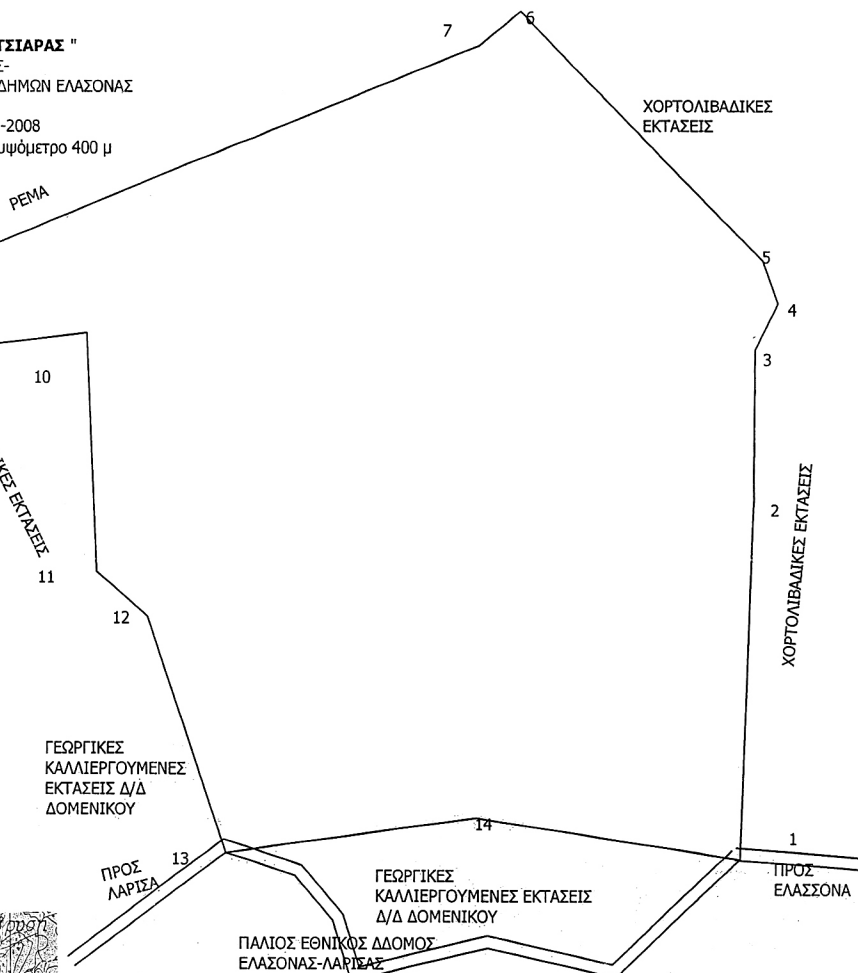 ΤΣΙΑΡΑΣ "
Σ-
ΔΗΜΩΝ ΕΛΑΣΟΝΑΣ
-2008
υψόμετρο 400 μ
7
6
ΧΟΡΤΟΛΙΒΑΔΙΚΕΣ
ΕΚΤΑΣΕΙΣ
ΡΕΜΑ
5
4
3
10
ΙΚΕΣ ΕΚΤΑΣΕΙΣ
2
ΧΟΡΤΟΛΙΒΑΔΙΚΕΣ ΕΚΤΑΣΕΙΣ
11
12
ΓΕΩΡΓΙΚΕΣ
ΚΑΛΛΙΕΡΓΟΥΜΕΝΕΣ
ΕΚΤΑΣΕΙΣ Δ/Δ
ΔΟΜΕΝΙΚΟΥ
14
1
13
ΠΡΟΣ
ΛΑΡΙΣΑ
ΓΕΩΡΓΙΚΕΣ
ΚΑΛΛΙΕΡΓΟΥΜΕΝΕΣ ΕΚΤΑΣΕΙΣ
Δ/Δ ΔΟΜΕΝΙΚΟΥ
ΠΡΟΣ
ΕΛΑΣΣΟΝΑ
ΠΑΛΙΟΣ ΕΘΝΙΚΟΣ ΔΔΟΜΟΣ
ΕΛΑΣΟΝΑΣ-ΛΑΡΙΣΑΣ